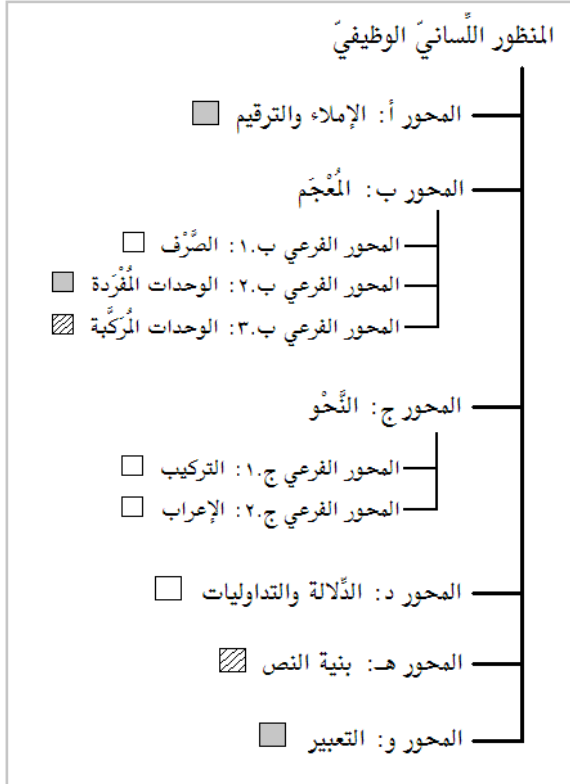 المنظور اللِّسانيّ الوظيفيّ
المحور أ: الإملاء والترقيم
المحور ب: المُعْجَم
المحور الفرعي ب.١: الصَّرْف
المحور الفرعي ب.٢: الوحدات المُفْرَدة
المحور الفرعي ب.٣: الوحدات المُرَكَّبة
المحور ج: النَّحْو
المحور الفرعي ج.١: التركيب
المحور الفرعي ج.٢: الإعراب
المحور د: الدِّلالة والتداوليات
المحور هـ: بنية النص
المحور و: التعبير